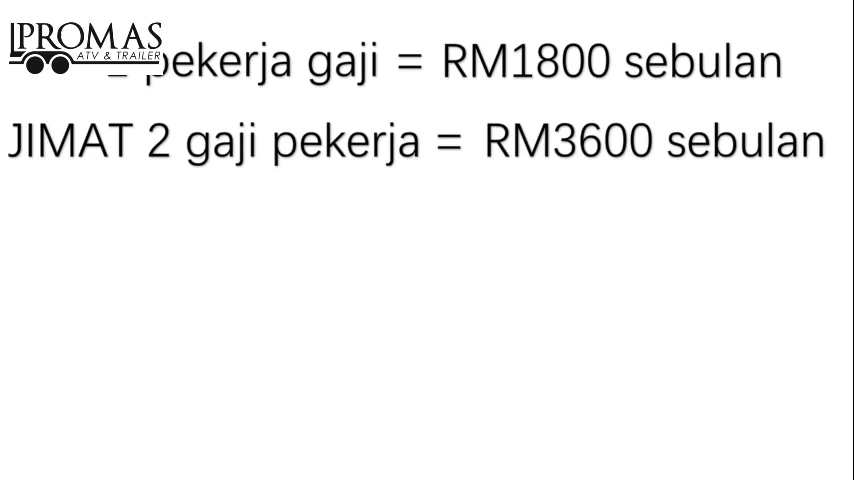 PROMAS
ATV & TRAILER
pekerja gaji = RM1800 sebulan
JIMAT 2 gaji pekerja = RM3600 sebulan